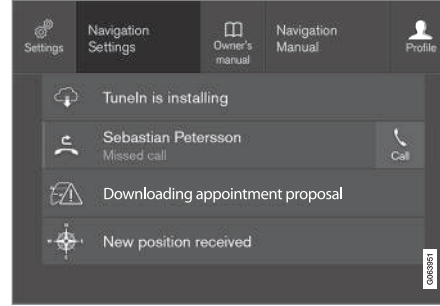 Settings
Navigation
Settings
Owner's
manual
Navigation
Manual
Profile
TuneIn is installing
Sebastian Petersson
Missed call
Call
Downloading appointment proposal
New position received
G063951